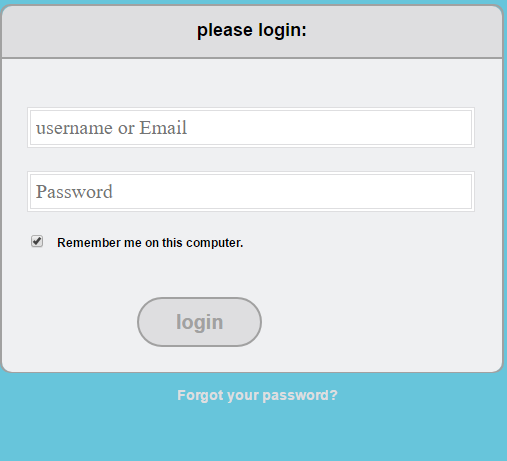 please login:
username or Email
Password
Remember me on this computer.
login
Forgot your password?